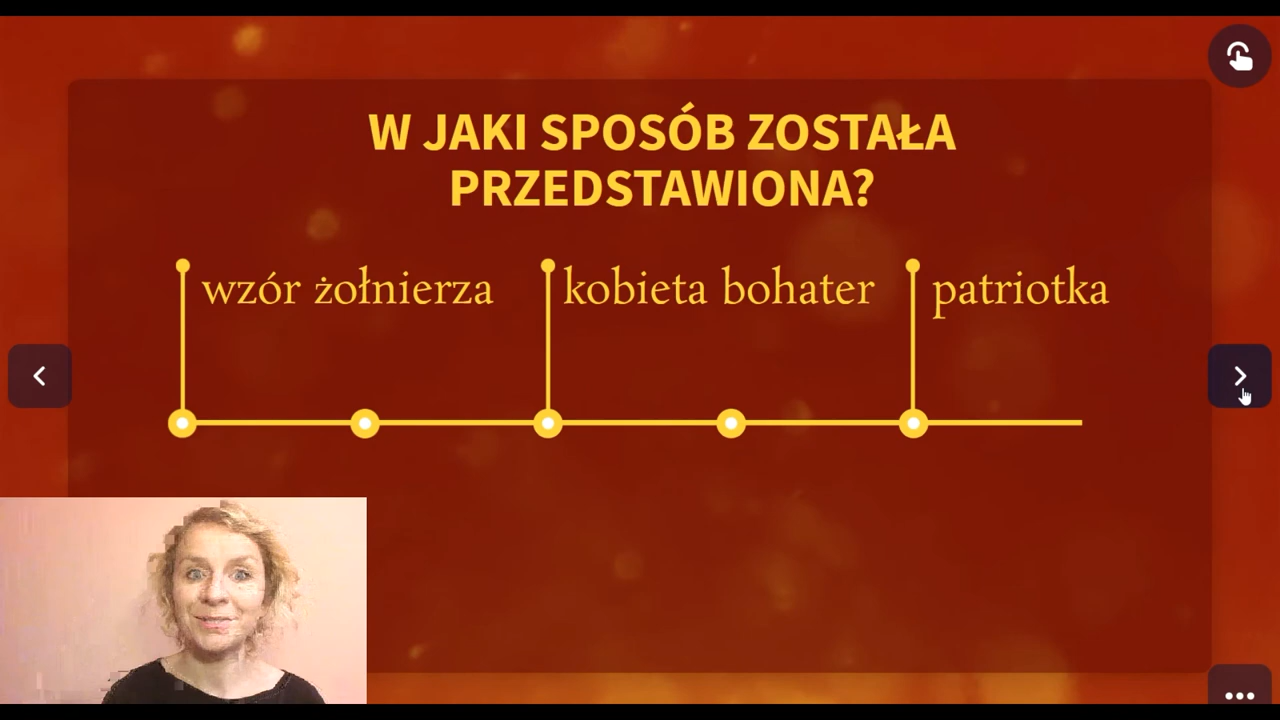 W JAKI SPOSÓB ZOSTAŁA
PRZEDSTAWIONA?
wzór żołnierza
kobieta bohater
patriotka